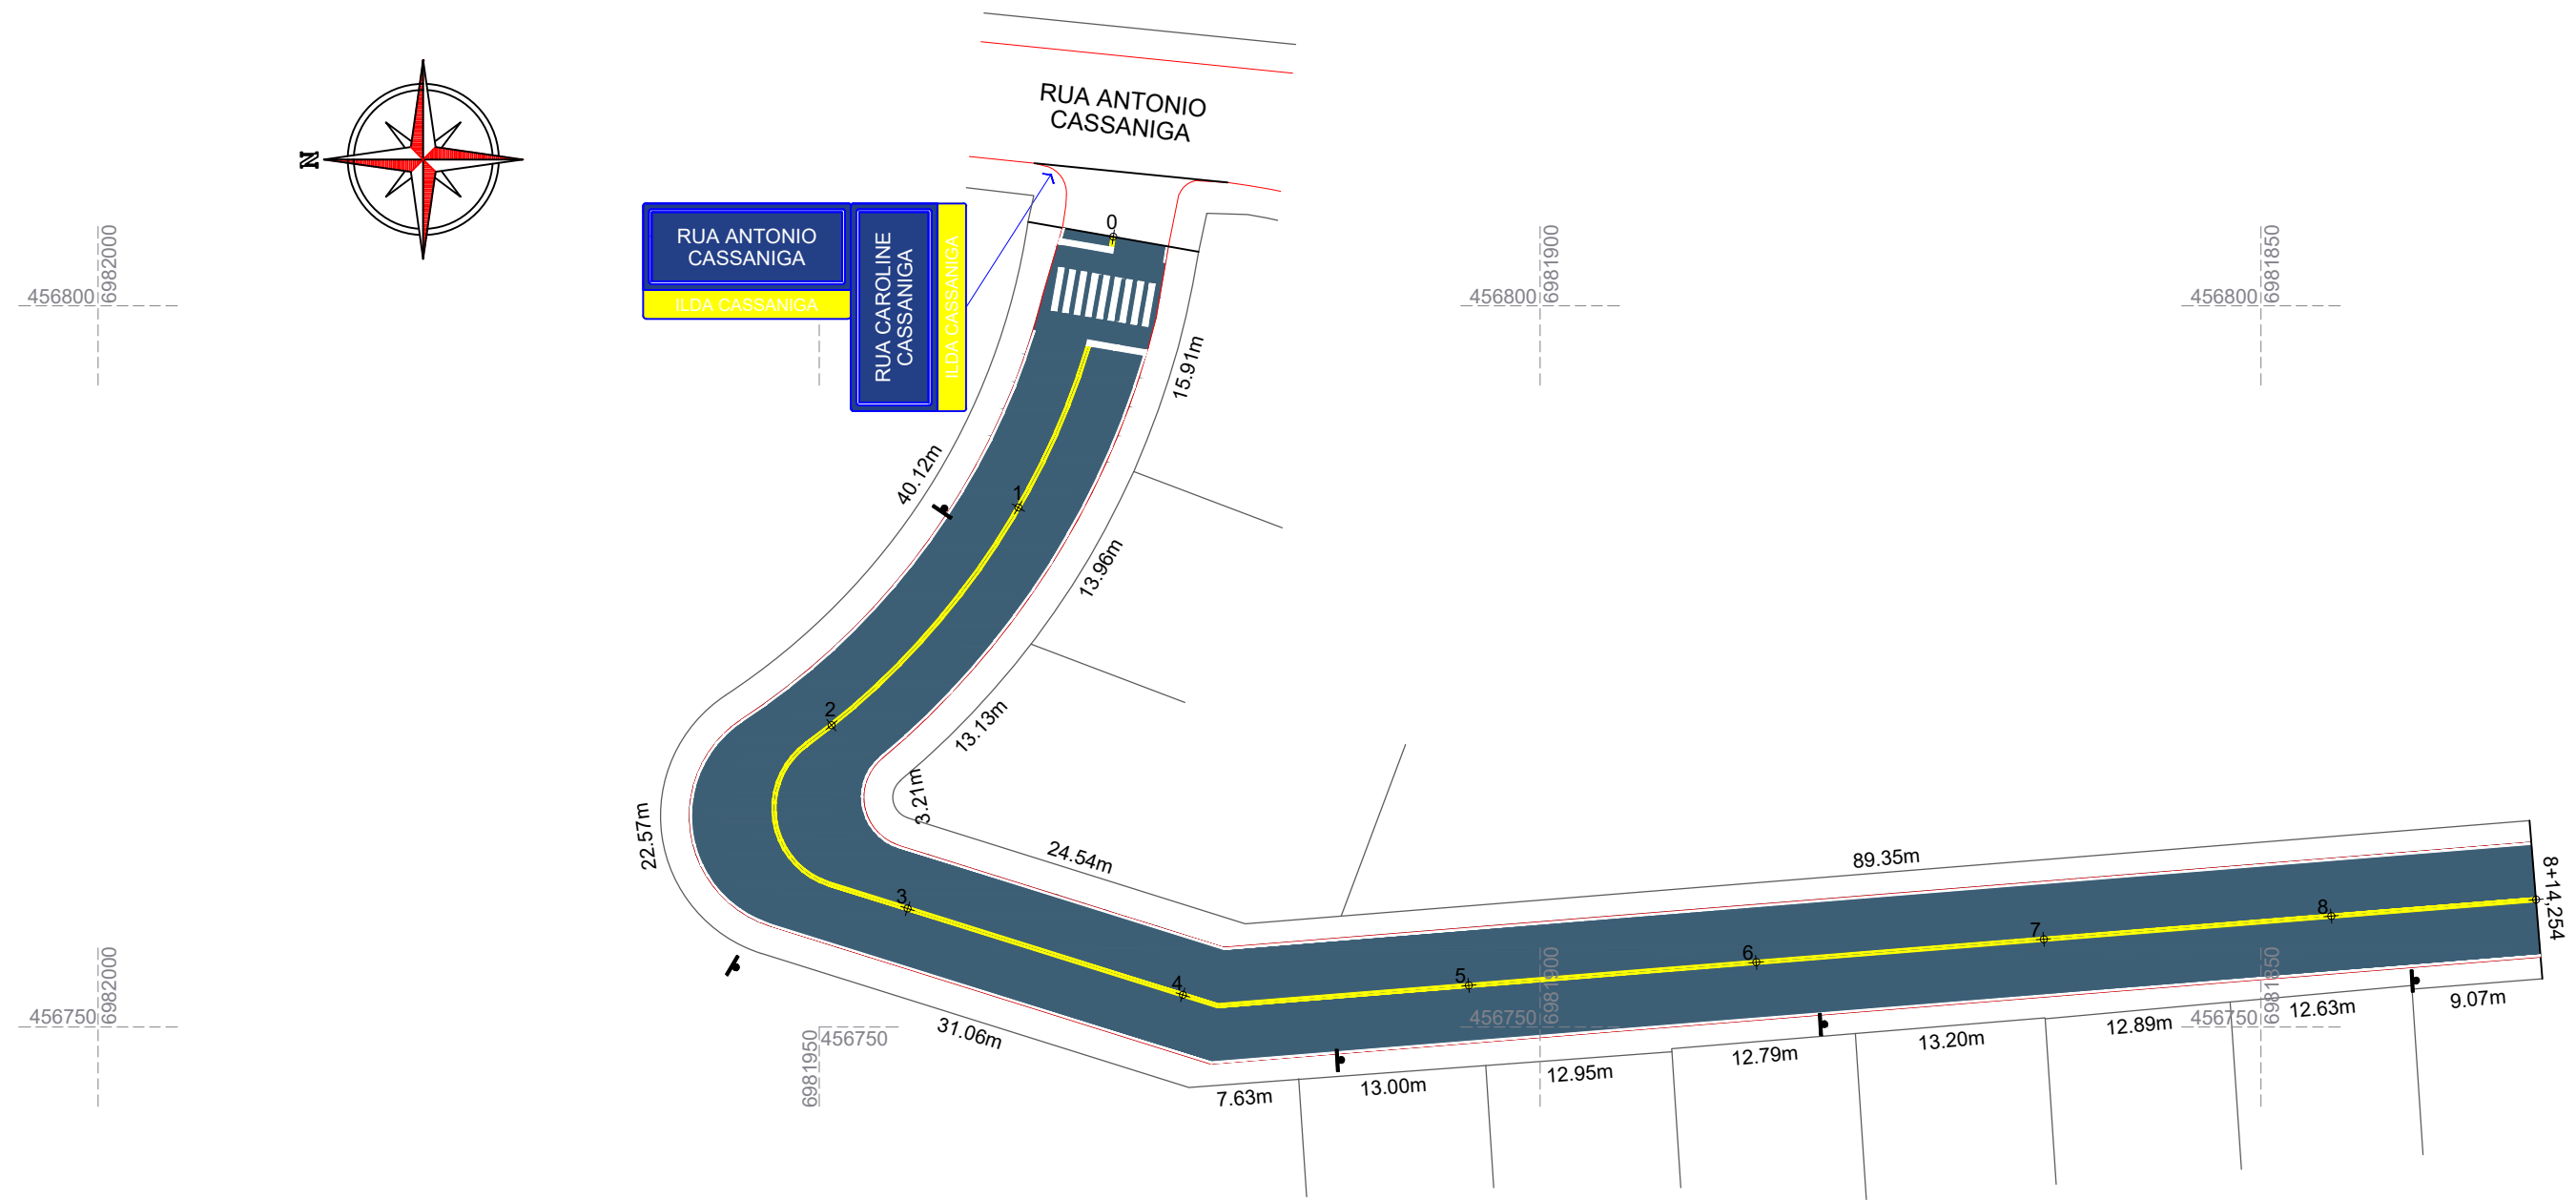 RUA ANTONIO
CASSANIGA
N
RUA ANTONIO
CASSANIGA
ILDA CASSANIGA
RUA CAROLINE
CASSANIGA
ILDA CASSANIGA
456800
6982000
456800
6981900
456800
6981850
0
15.91m
40.12m
1
13.96m
2
13.13m
3.21m
22.57m
24.54m
89.35m
3
4
5
6
7
8
8+14,254
31.06m
456750
6982000
6981950
456750
456750
6981900
456750
6981850
7.63m
13.00m
12.95m
12.79m
13.20m
12.89m
12.63m
9.07m